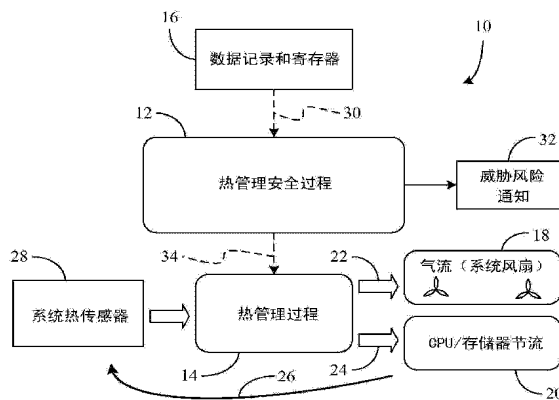 16
数据记录和寄存器
10
12
30
热管理安全过程
32
威胁风险
通知
34
18
28
22
气流（系统风扇）
系统热传感器
热管理过程
CPU/存储器节流
14
24
26
20